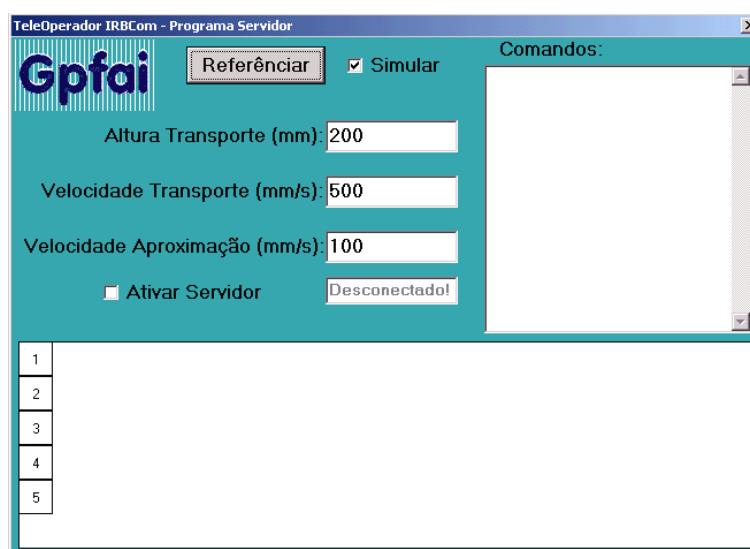 TeleOperador IRBCom - Programa Servidor
Gpfai
Referênciar
Simular
Comandos:
Altura Transporte (mm): 200
Velocidade Transporte (mm/s): 500
Velocidade Aproximação (mm/s): 100
Ativar Servidor
Desconectado!
1
2
3
4
5